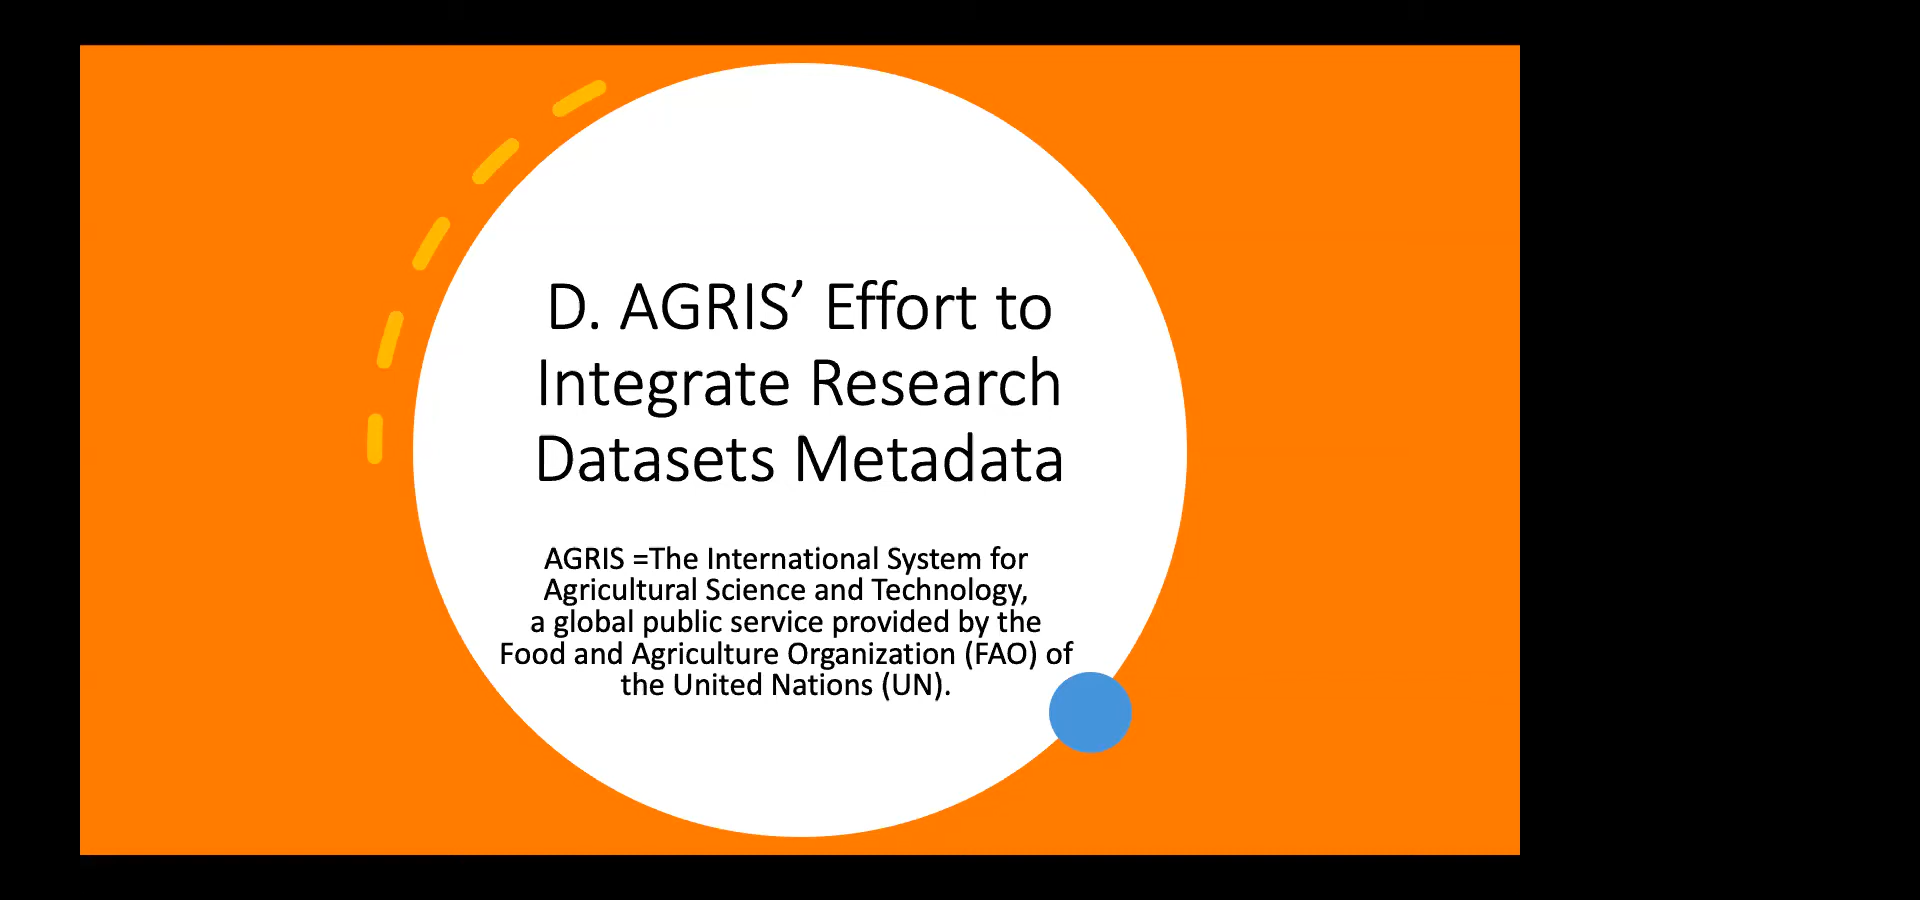 D. AGRIS’ Effort to
Integrate Research
Datasets Metadata
AGRIS =The International System for
Agricultural Science and Technology,
a global public service provided by the
Food and Agriculture Organization (FAO) of
the United Nations (UN).